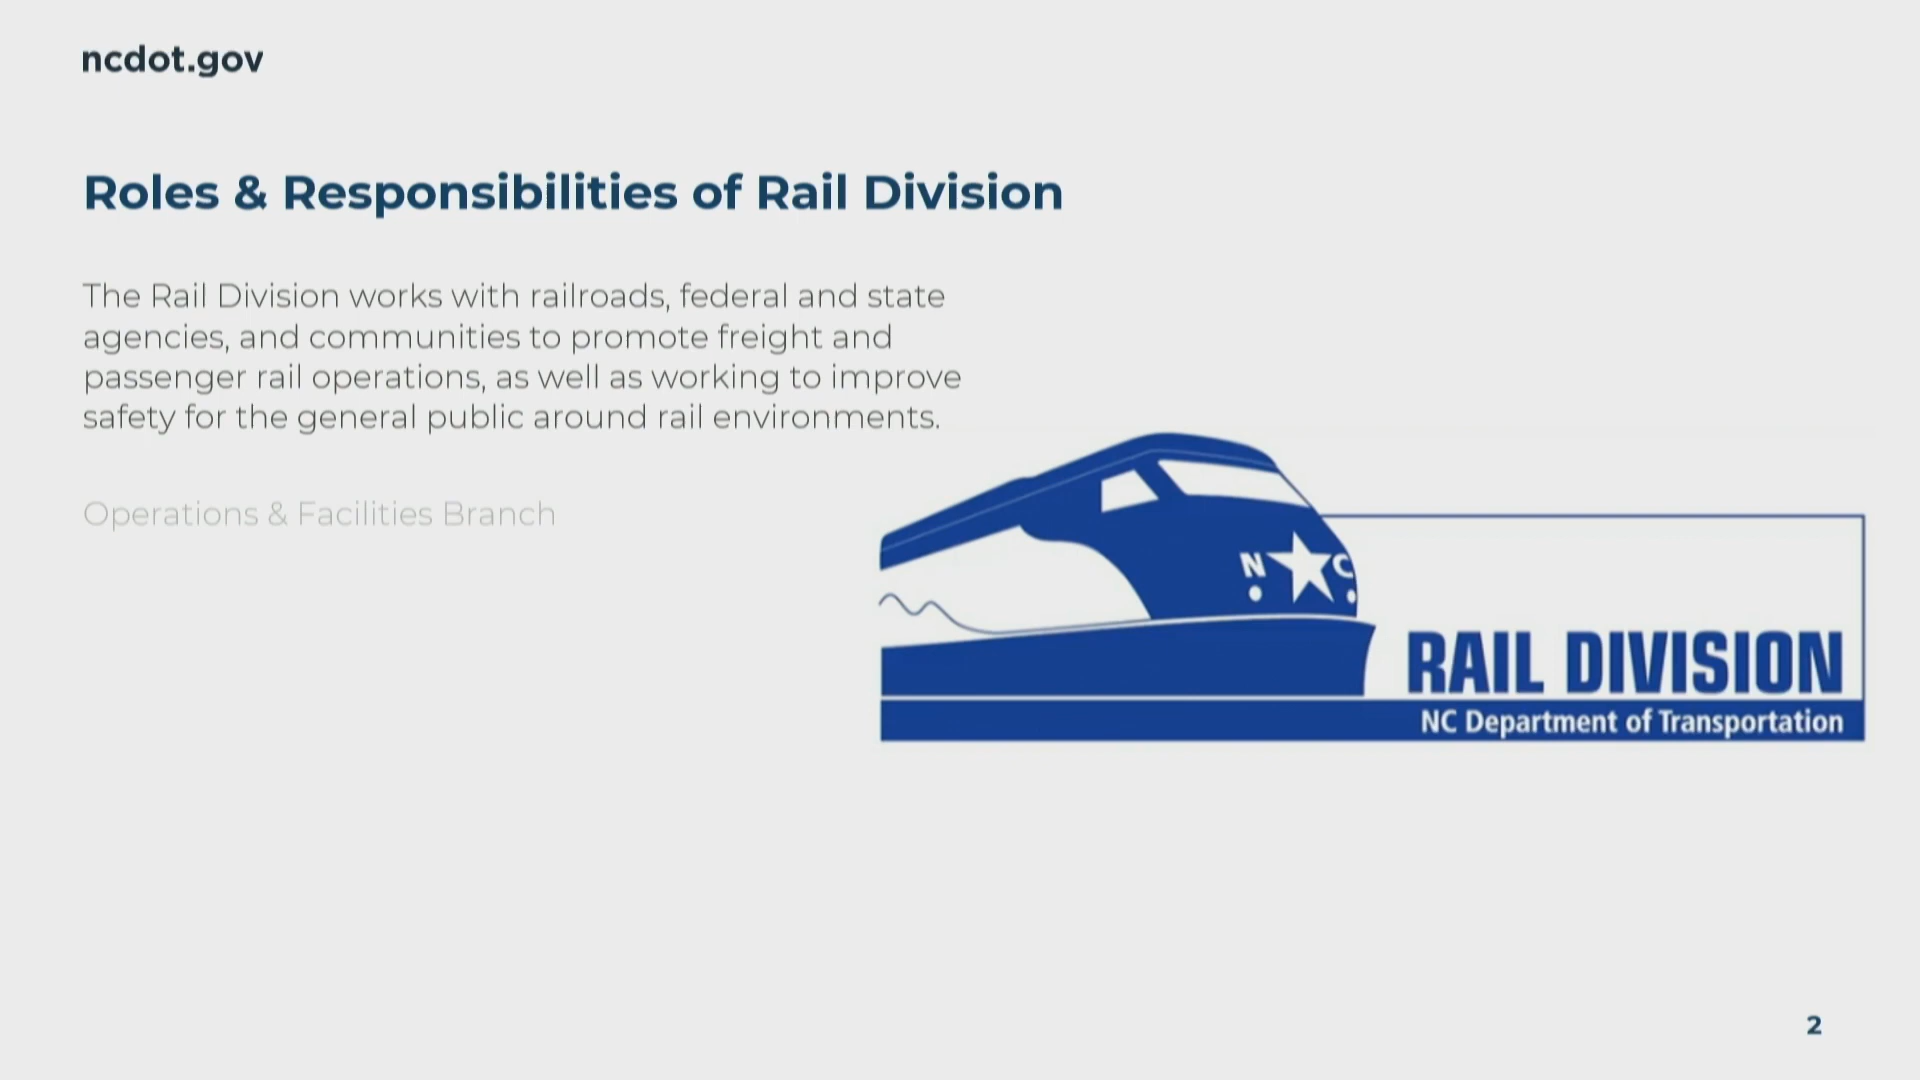 ncdot.gov
Roles & Responsibilities of Rail Division
The Rail Division works with railroads, federal and state
agencies, and communities to promote freight and
passenger rail operations, as well as working to improve
safety for the general public around rail environments.
Operations & Facilities Branch
N C
RAIL DIVISION
NC Department of Transportation
2